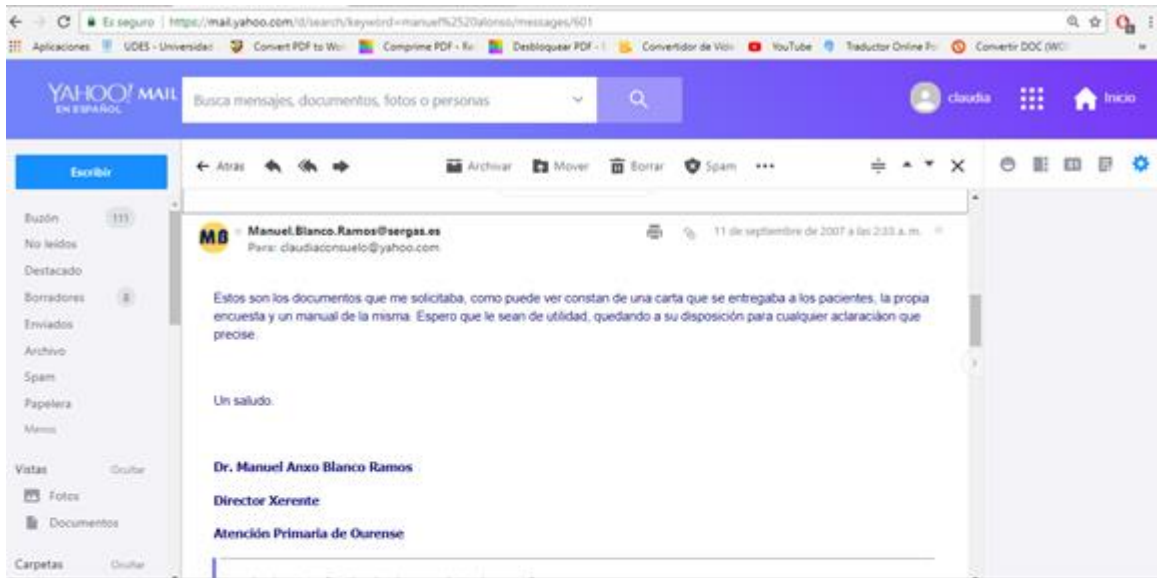 Es seguro | https://mail.yahoo.com/d/search/keyword=manuel%2520alonso/messages/601
Aplicaciones UDES - Universidad Convert PDF to Wo Comprime PDF - Desbloquear PDF - Convertidor de YouTube Traductor Online Convertir DOC (WO
YAHOO! MAIL
EN ESPAÑOL
Busca mensajes, documentos, fotos o personas
claudia
Inicio
Escribir
Atrás Archivar Mover Borrar Spam
Buzón 111
No leídos
Destacado
Borradores 8
Enviados
Archivo
Spam
Papelera
Menos
Vistas Ocultar
Fotos
Documentos
Carpetas Ocultar
MB
Manuel.Blanco.Ramos@sergas.es 11 de septiembre de 2007 a las 2:33 a. m.
Para: claudiaconsuelo@yahoo.com
Estos son los documentos que me solicitaba, como puede ver constan de una carta que se entregaba a los pacientes, la propia
encuesta y un manual de la misma. Espero que le sean de utilidad, quedando a su disposición para cualquier aclaraciàon que
precise.
Un saludo.
Dr. Manuel Anxo Blanco Ramos
Director Xerente
Atención Primaria de Ourense